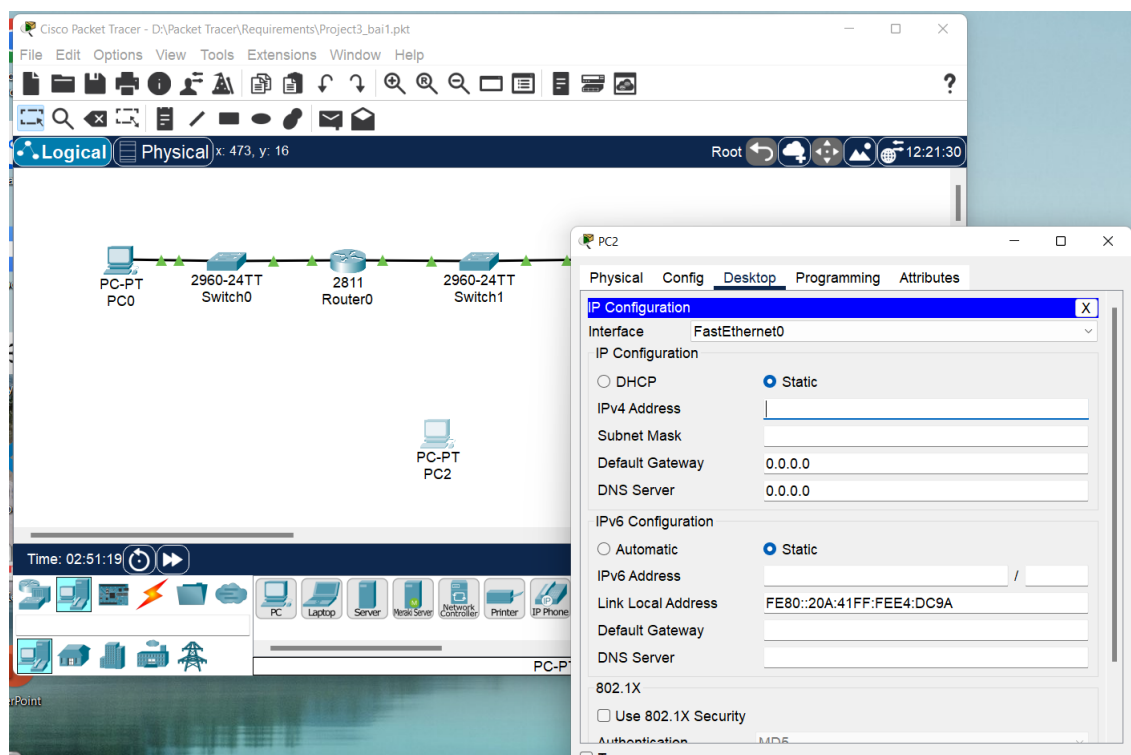 Cisco Packet Tracer - D:\Packet Tracer\Requirements\Project3_bai1.pkt
File Edit Options View Tools Extensions Window Help
?
Logical Physical x: 473, y: 16 Root 12:21:30
PC-PT
PC0
2960-24TT
Switch0
2811
Router0
2960-24TT
Switch1
PC-PT
PC2
Time: 02:51:19
PC Laptop Server Meraki Server Network Controller Printer IP Phone
PC-PT
erPoint
PC2
Physical Config Desktop Programming Attributes
IP Configuration X
Interface FastEthernet0
IP Configuration
DHCP Static
IPv4 Address
Subnet Mask
Default Gateway 0.0.0.0
DNS Server 0.0.0.0
IPv6 Configuration
Automatic Static
IPv6 Address /
Link Local Address FE80::20A:41FF:FEE4:DC9A
Default Gateway
DNS Server
802.1X
Use 802.1X Security
Authentication MD5